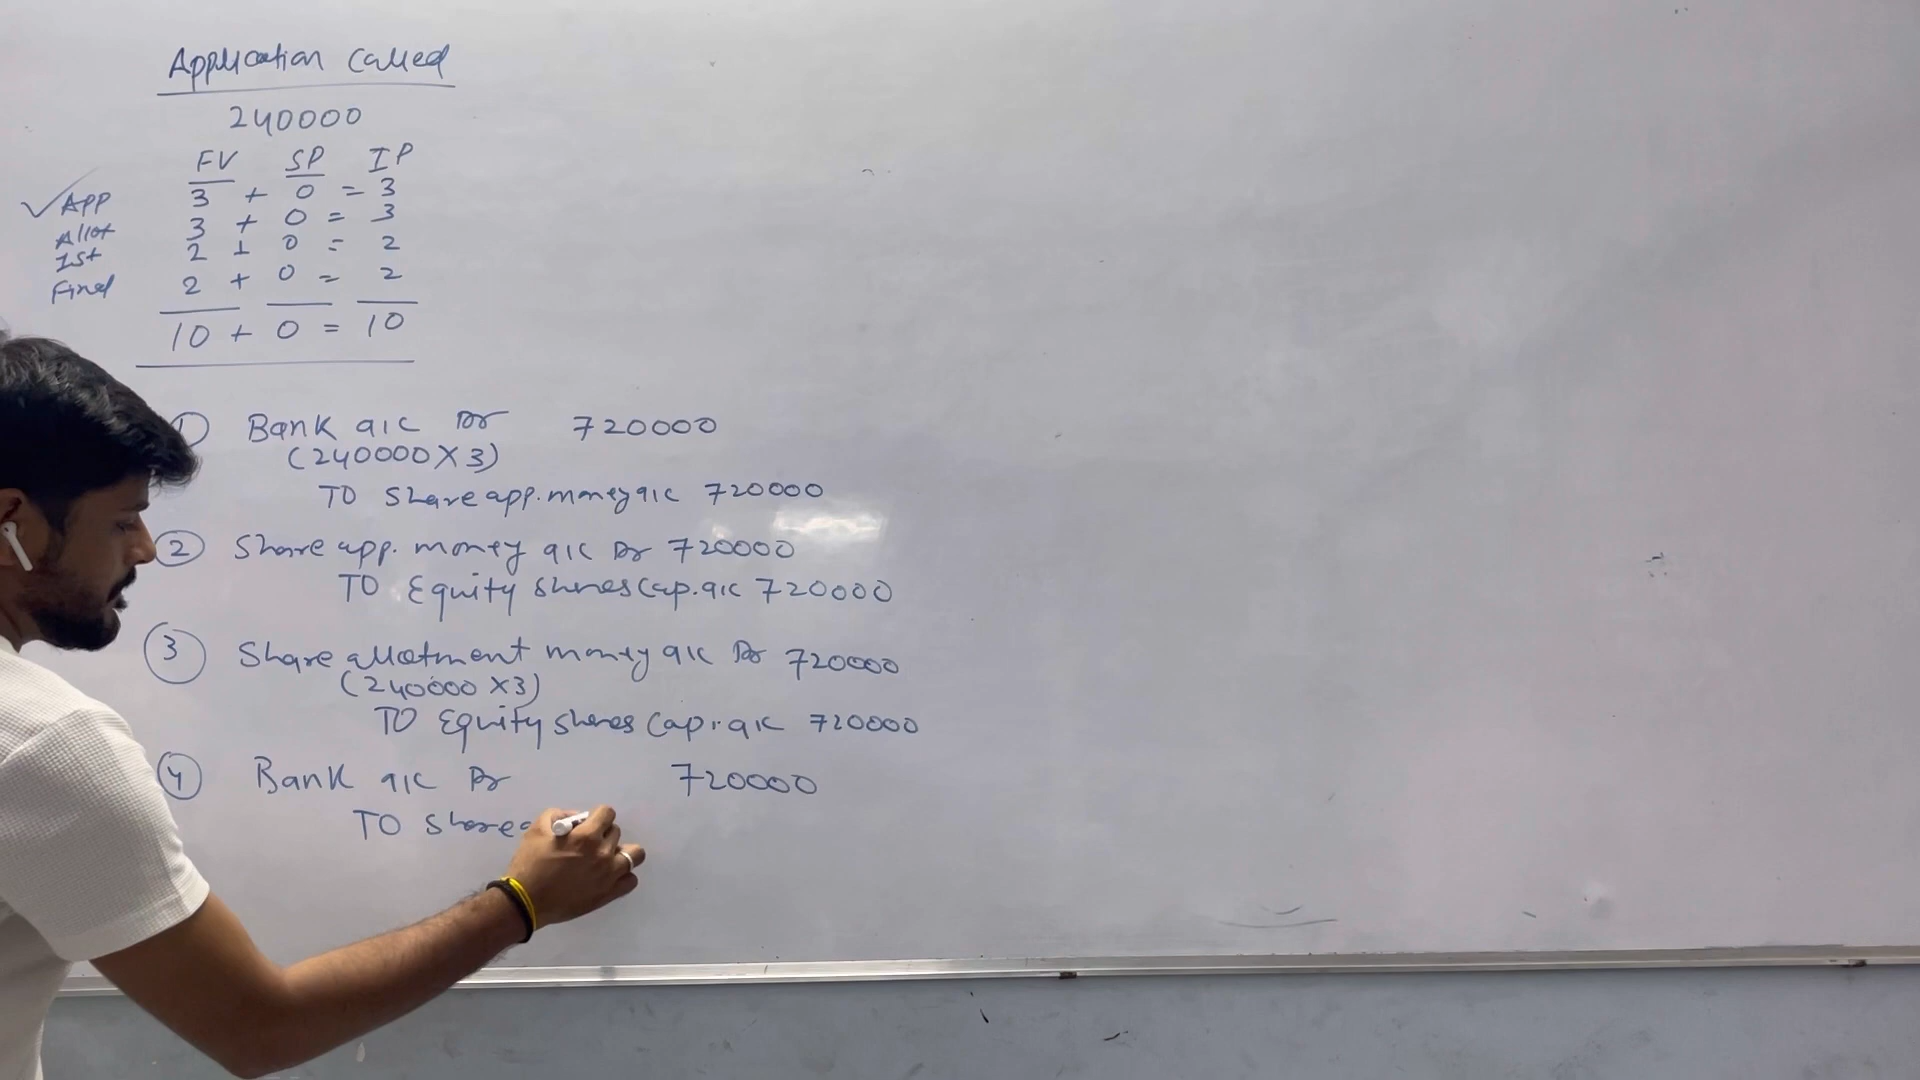 Application Called
240000
FV SP IP
✓ APP 3 + 0 = 3
Allot 3 + 0 = 3
1st 2 + 0 = 2
Final 2 + 0 = 2
10 + 0 = 10
① Bank a/c Dr 720000
(240000 X 3)
TO Share app. money a/c 720000
② Share app. money a/c Dr 720000
TO Equity shares Cap. a/c 720000
③ Share allotment money a/c Dr 720000
(240000 X 3)
TO Equity shares Cap. a/c 720000
④ Bank a/c Dr 720000
TO Share